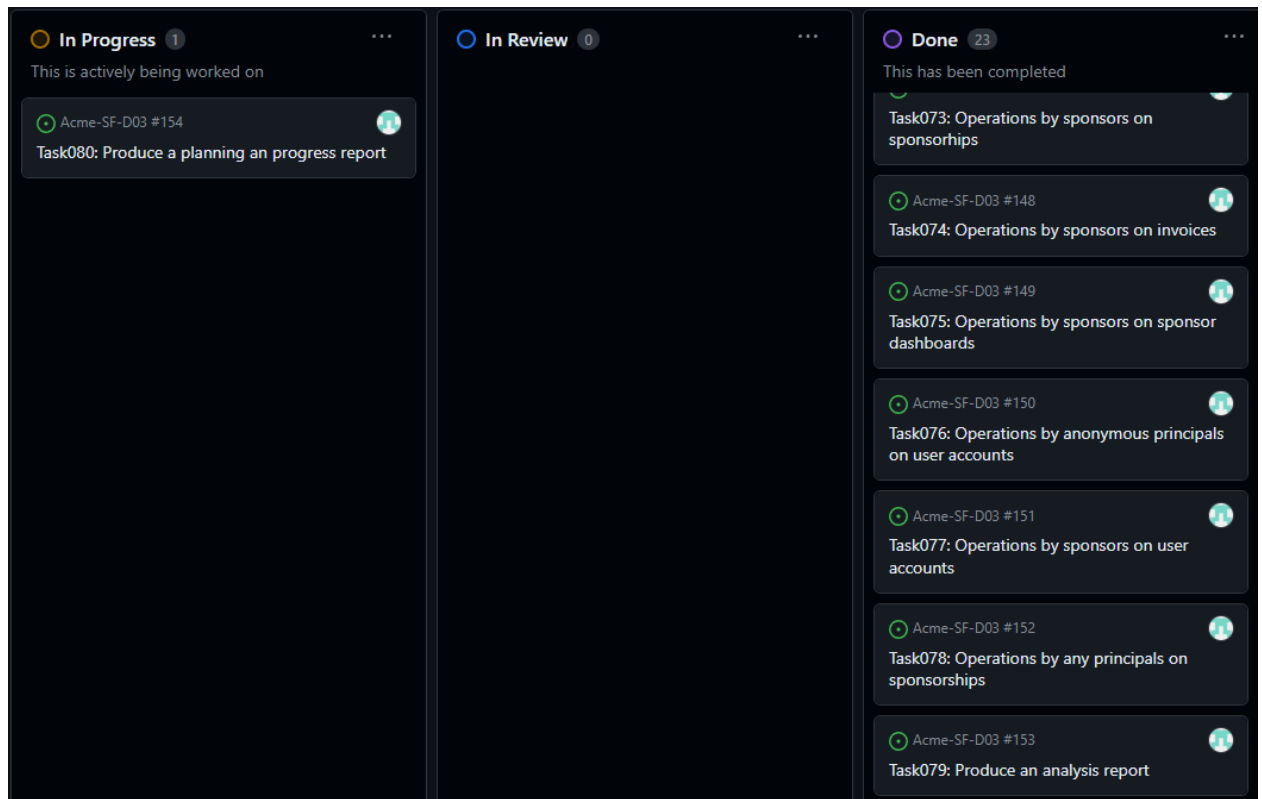 In Progress 1
This is actively being worked on
Acme-SF-D03 #154
Task080: Produce a planning an progress report
In Review 0
Done 23
This has been completed
Task073: Operations by sponsors on
sponsorhips
Acme-SF-D03 #148
Task074: Operations by sponsors on invoices
Acme-SF-D03 #149
Task075: Operations by sponsors on sponsor
dashboards
Acme-SF-D03 #150
Task076: Operations by anonymous principals
on user accounts
Acme-SF-D03 #151
Task077: Operations by sponsors on user
accounts
Acme-SF-D03 #152
Task078: Operations by any principals on
sponsorships
Acme-SF-D03 #153
Task079: Produce an analysis report